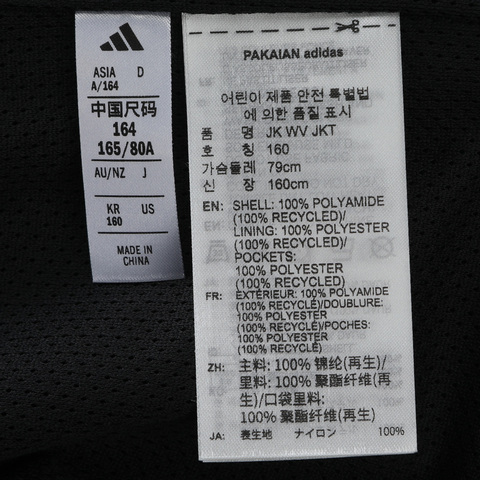 ASIA D
A/164
中国尺码
164
165/80A
AU/NZ J
KR US
160
MADE IN
CHINA
PAKAIAN adidas
어린이 제품 안전 특별법
에 의한 품질 표시
품 명 JK WV JKT
호 칭 160
가슴둘레 79cm
신 장 160cm
EN: SHELL: 100% POLYAMIDE
(100% RECYCLED)/
LINING: 100% POLYESTER
(100% RECYCLED)/
POCKETS:
100% POLYESTER
(100% RECYCLED)
FR: EXTÉRIEUR: 100% POLYAMIDE
(100% RECYCLÉ)/DOUBLURE:
100% POLYESTER
(100% RECYCLÉ)/POCHES:
100% POLYESTER
(100% RECYCLÉ)
ZH: 主料: 100% 锦纶(再生)/
里料: 100% 聚酯纤维(再
生)/口袋里料:
100% 聚酯纤维(再生)
JA: 表生地 ナイロン 100%